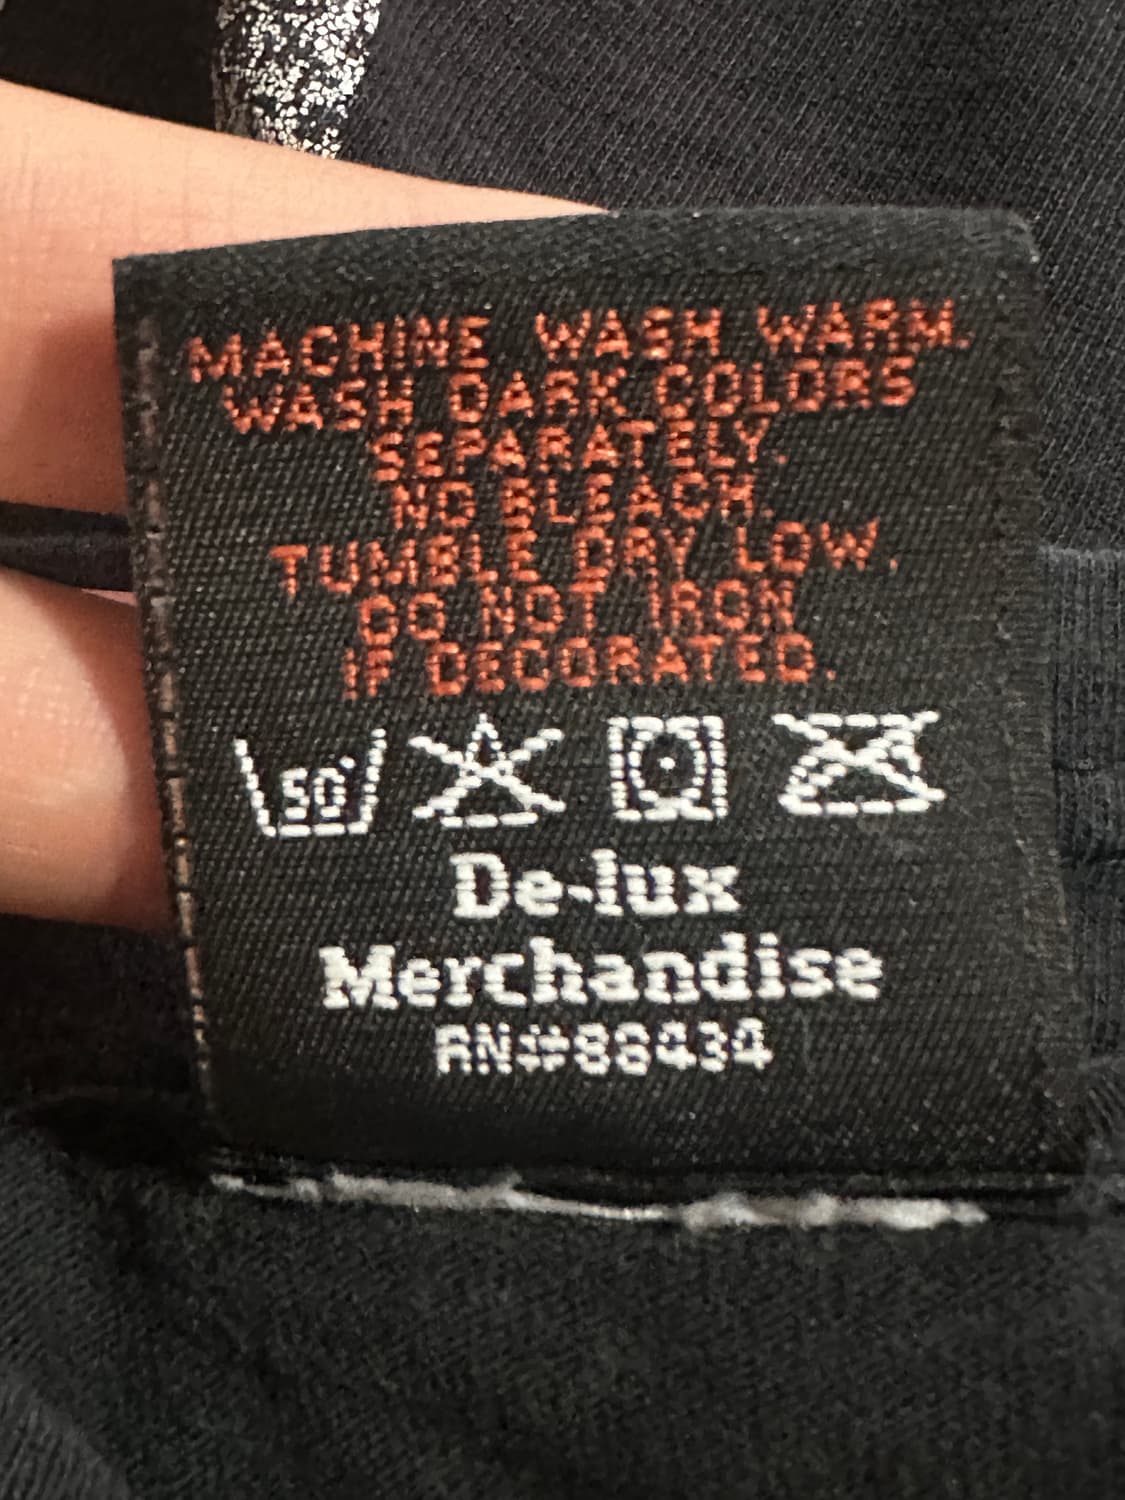 MACHINE WASH WARM.
WASH DARK COLORS
SEPARATELY.
NO BLEACH.
TUMBLE DRY LOW.
DO NOT IRON
IF DECORATED.
50°
De-lux
Merchandise
RN#88434